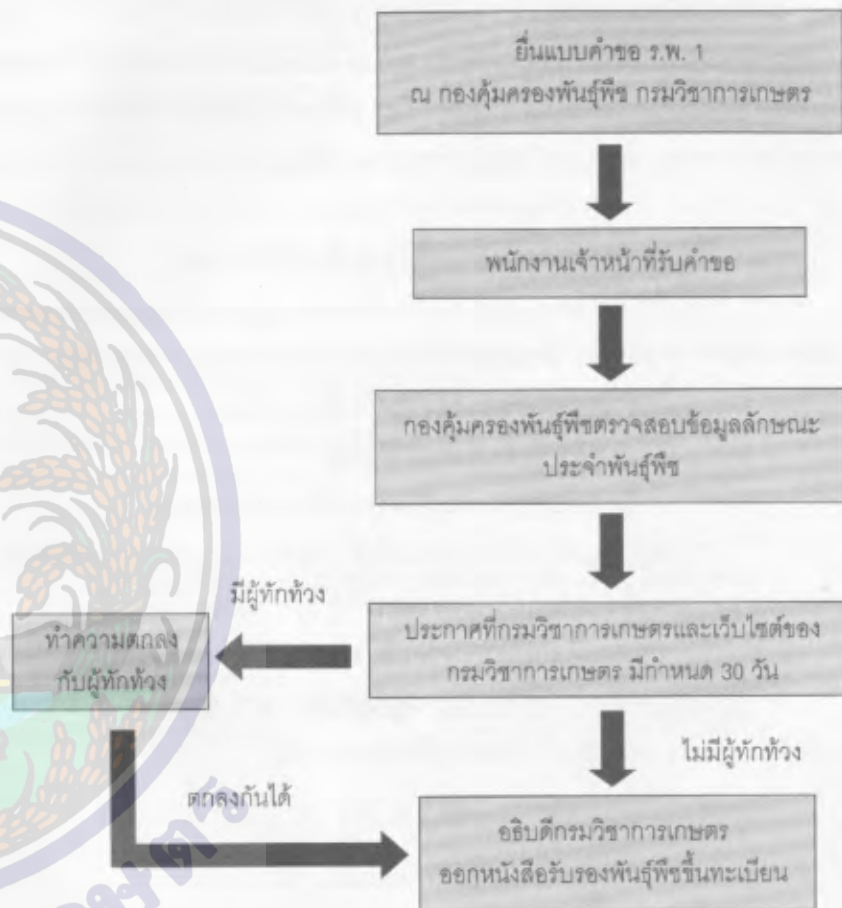 ยื่นแบบคำขอ ร.พ. 1
ณ กองคุ้มครองพันธุ์พืช กรมวิชาการเกษตร
พนักงานเจ้าหน้าที่รับคำขอ
กองคุ้มครองพันธุ์พืชตรวจสอบข้อมูลลักษณะ
ประจำพันธุ์พืช
มีผู้ทักท้วง
ทำความตกลง
กับผู้ทักท้วง
ประกาศที่กรมวิชาการเกษตรและเว็บไซต์ของ
กรมวิชาการเกษตร มีกำหนด 30 วัน
ไม่มีผู้ทักท้วง
ตกลงกันได้
อธิบดีกรมวิชาการเกษตร
ออกหนังสือรับรองพันธุ์พืชขึ้นทะเบียน